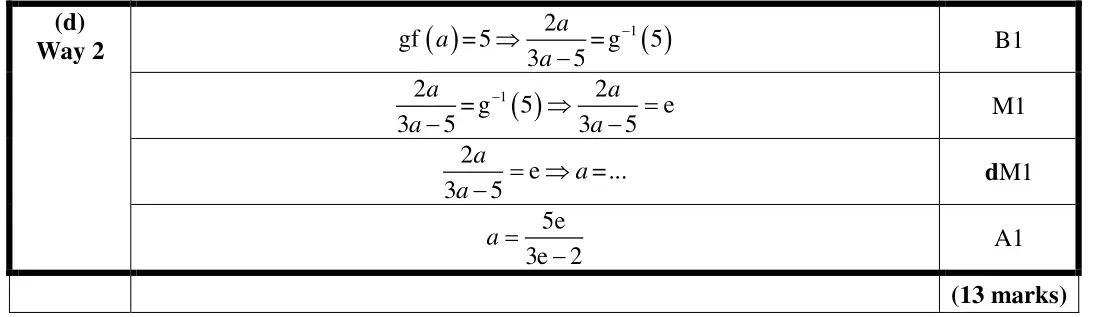 (d)
Way 2
gf(a)=5⇒2a/(3a−5)=g⁻¹(5) B1
2a/(3a−5)=g⁻¹(5)⇒2a/(3a−5)=e M1
2a/(3a−5)=e⇒a=... dM1
a=5e/(3e−2) A1
(13 marks)